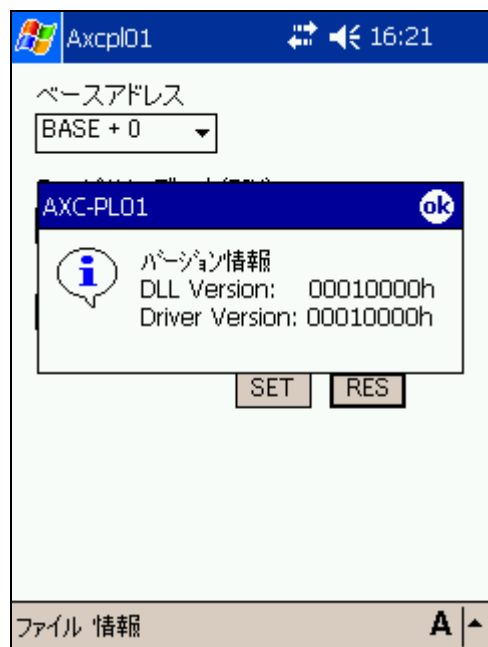 Axcpl01 16:21
ベースアドレス
BASE + 0
AXC-PL01 ok
バージョン情報
DLL Version: 00010000h
Driver Version: 00010000h
SET RES
ファイル 情報 A